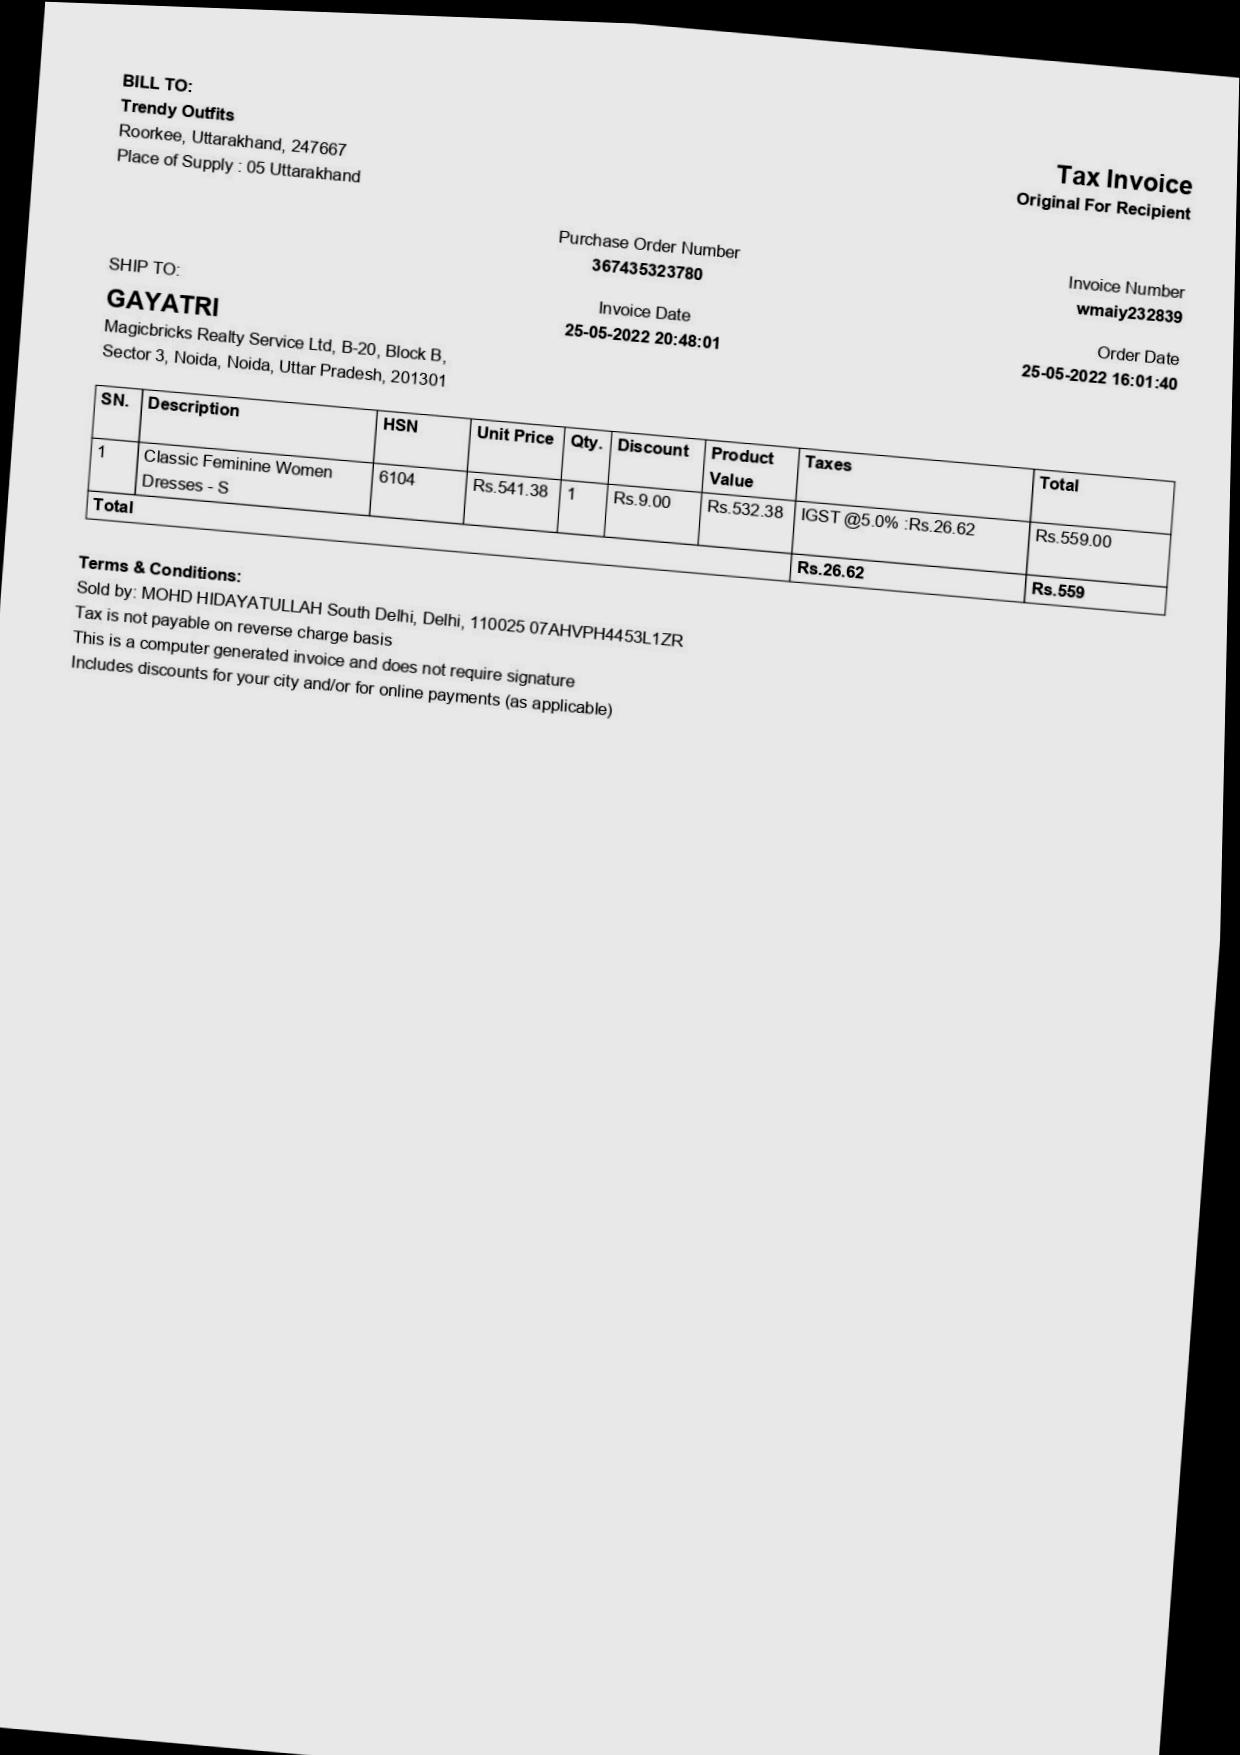 BILL TO:
Trendy Outfits
Roorkee, Uttarakhand, 247667
Place of Supply : 05 Uttarakhand
Tax Invoice
Original For Recipient
SHIP TO:
GAYATRI
Magicbricks Realty Service Ltd, B-20, Block B,
Sector 3, Noida, Noida, Uttar Pradesh, 201301
Purchase Order Number
367435323780
Invoice Date
25-05-2022 20:48:01
Invoice Number
wmaiy232839
Order Date
25-05-2022 16:01:40
SN. Description HSN Unit Price Qty. Discount Product Value Taxes Total
1 Classic Feminine Women Dresses - S 6104 Rs.541.38 1 Rs.9.00 Rs.532.38 IGST @5.0% :Rs.26.62 Rs.559.00
Total Rs.26.62 Rs.559
Terms & Conditions:
Sold by: MOHD HIDAYATULLAH South Delhi, Delhi, 110025 07AHVPH4453L1ZR
Tax is not payable on reverse charge basis
This is a computer generated invoice and does not require signature
Includes discounts for your city and/or for online payments (as applicable)